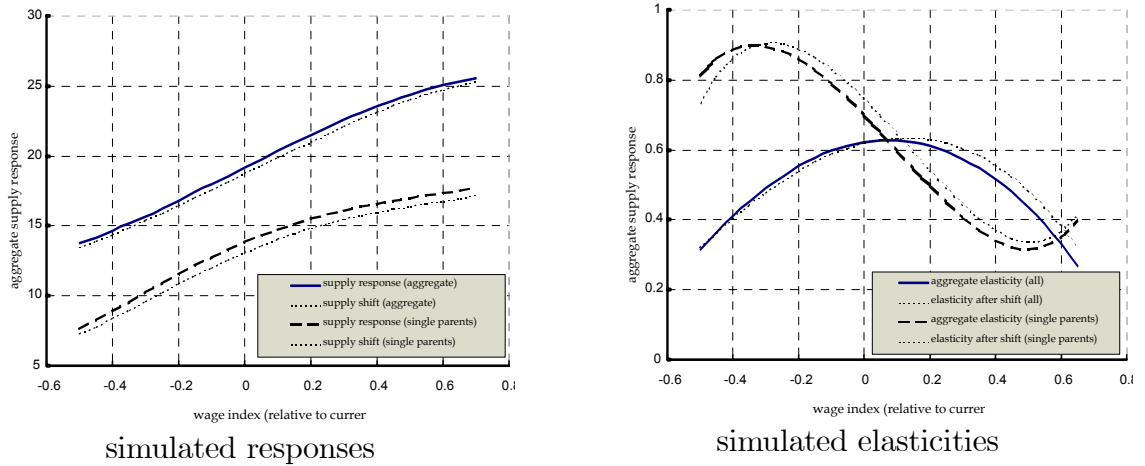 30
25
20
15
10
5
-0.6
-0.4
-0.2
0
0.2
0.4
0.6
0.8
aggregate supply response
supply response (aggregate)
supply shift (aggregate)
supply response (single parents)
supply shift (single parents)
wage index (relative to currer
simulated responses
1
0.8
0.6
0.4
0.2
0
-0.6
-0.4
-0.2
0
0.2
0.4
0.6
0.8
aggregate supply response
aggregate elasticity (all)
elasticity after shift (all)
aggregate elasticity (single parents)
elasticity after shift (single parents)
wage index (relative to currer
simulated elasticities